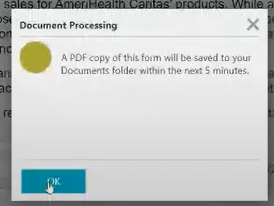 sales for AmeriHealth Caritas' products. While a
Document Processing
A PDF copy of this form will be saved to your
Documents folder within the next 5 minutes.
OK